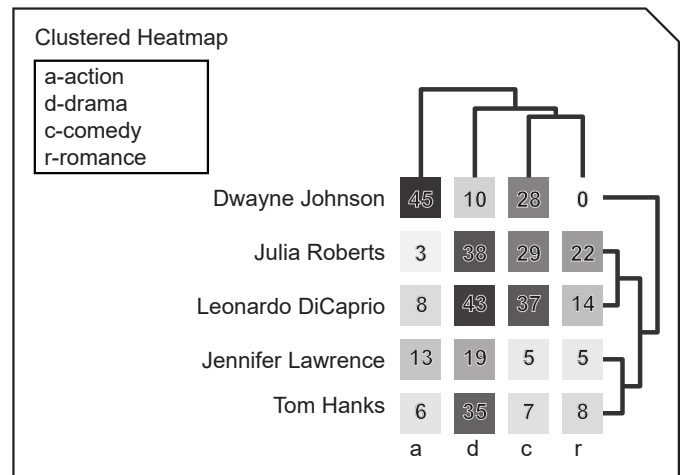 Clustered Heatmap
a-action
d-drama
c-comedy
r-romance
Dwayne Johnson 45 10 28 0
Julia Roberts 3 38 29 22
Leonardo DiCaprio 8 43 37 14
Jennifer Lawrence 13 19 5 5
Tom Hanks 6 35 7 8
a d c r